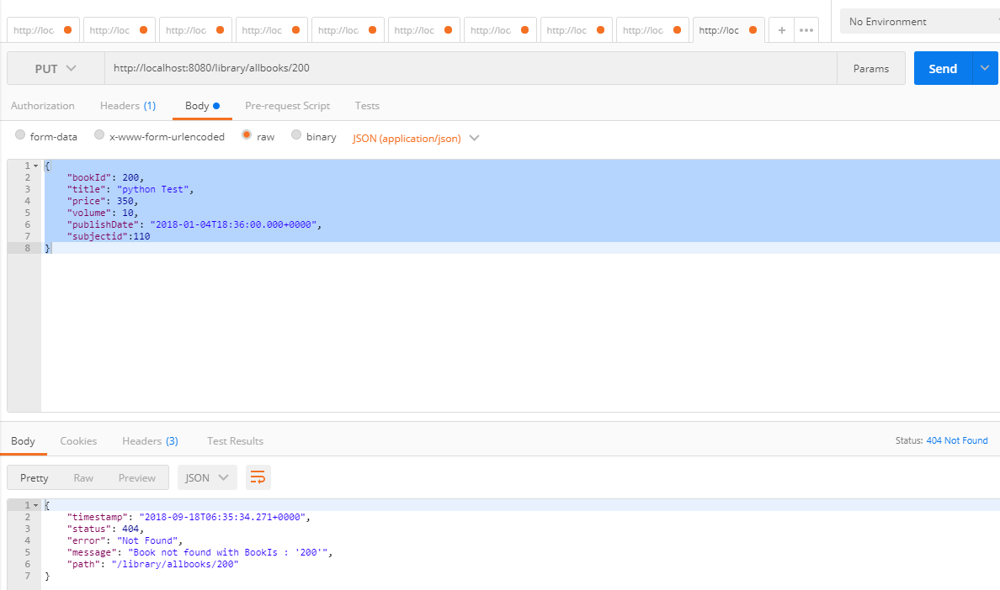 http://loc http://loc http://loc http://loc http://loc http://loc http://loc http://loc http://loc http://loc + ••• No Environment
PUT http://localhost:8080/library/allbooks/200 Params Send
Authorization Headers (1) Body Pre-request Script Tests
form-data x-www-form-urlencoded raw binary JSON (application/json)
1 {
2 "bookId": 200,
3 "title": "python Test",
4 "price": 350,
5 "volume": 10,
6 "publishDate": "2018-01-04T18:36:00.000+0000",
7 "subjectid":110
8 }
Body Cookies Headers (3) Test Results Status: 404 Not Found
Pretty Raw Preview JSON
1 {
2 "timestamp": "2018-09-18T06:35:34.271+0000",
3 "status": 404,
4 "error": "Not Found",
5 "message": "Book not found with BookIs : '200'",
6 "path": "/library/allbooks/200"
7 }